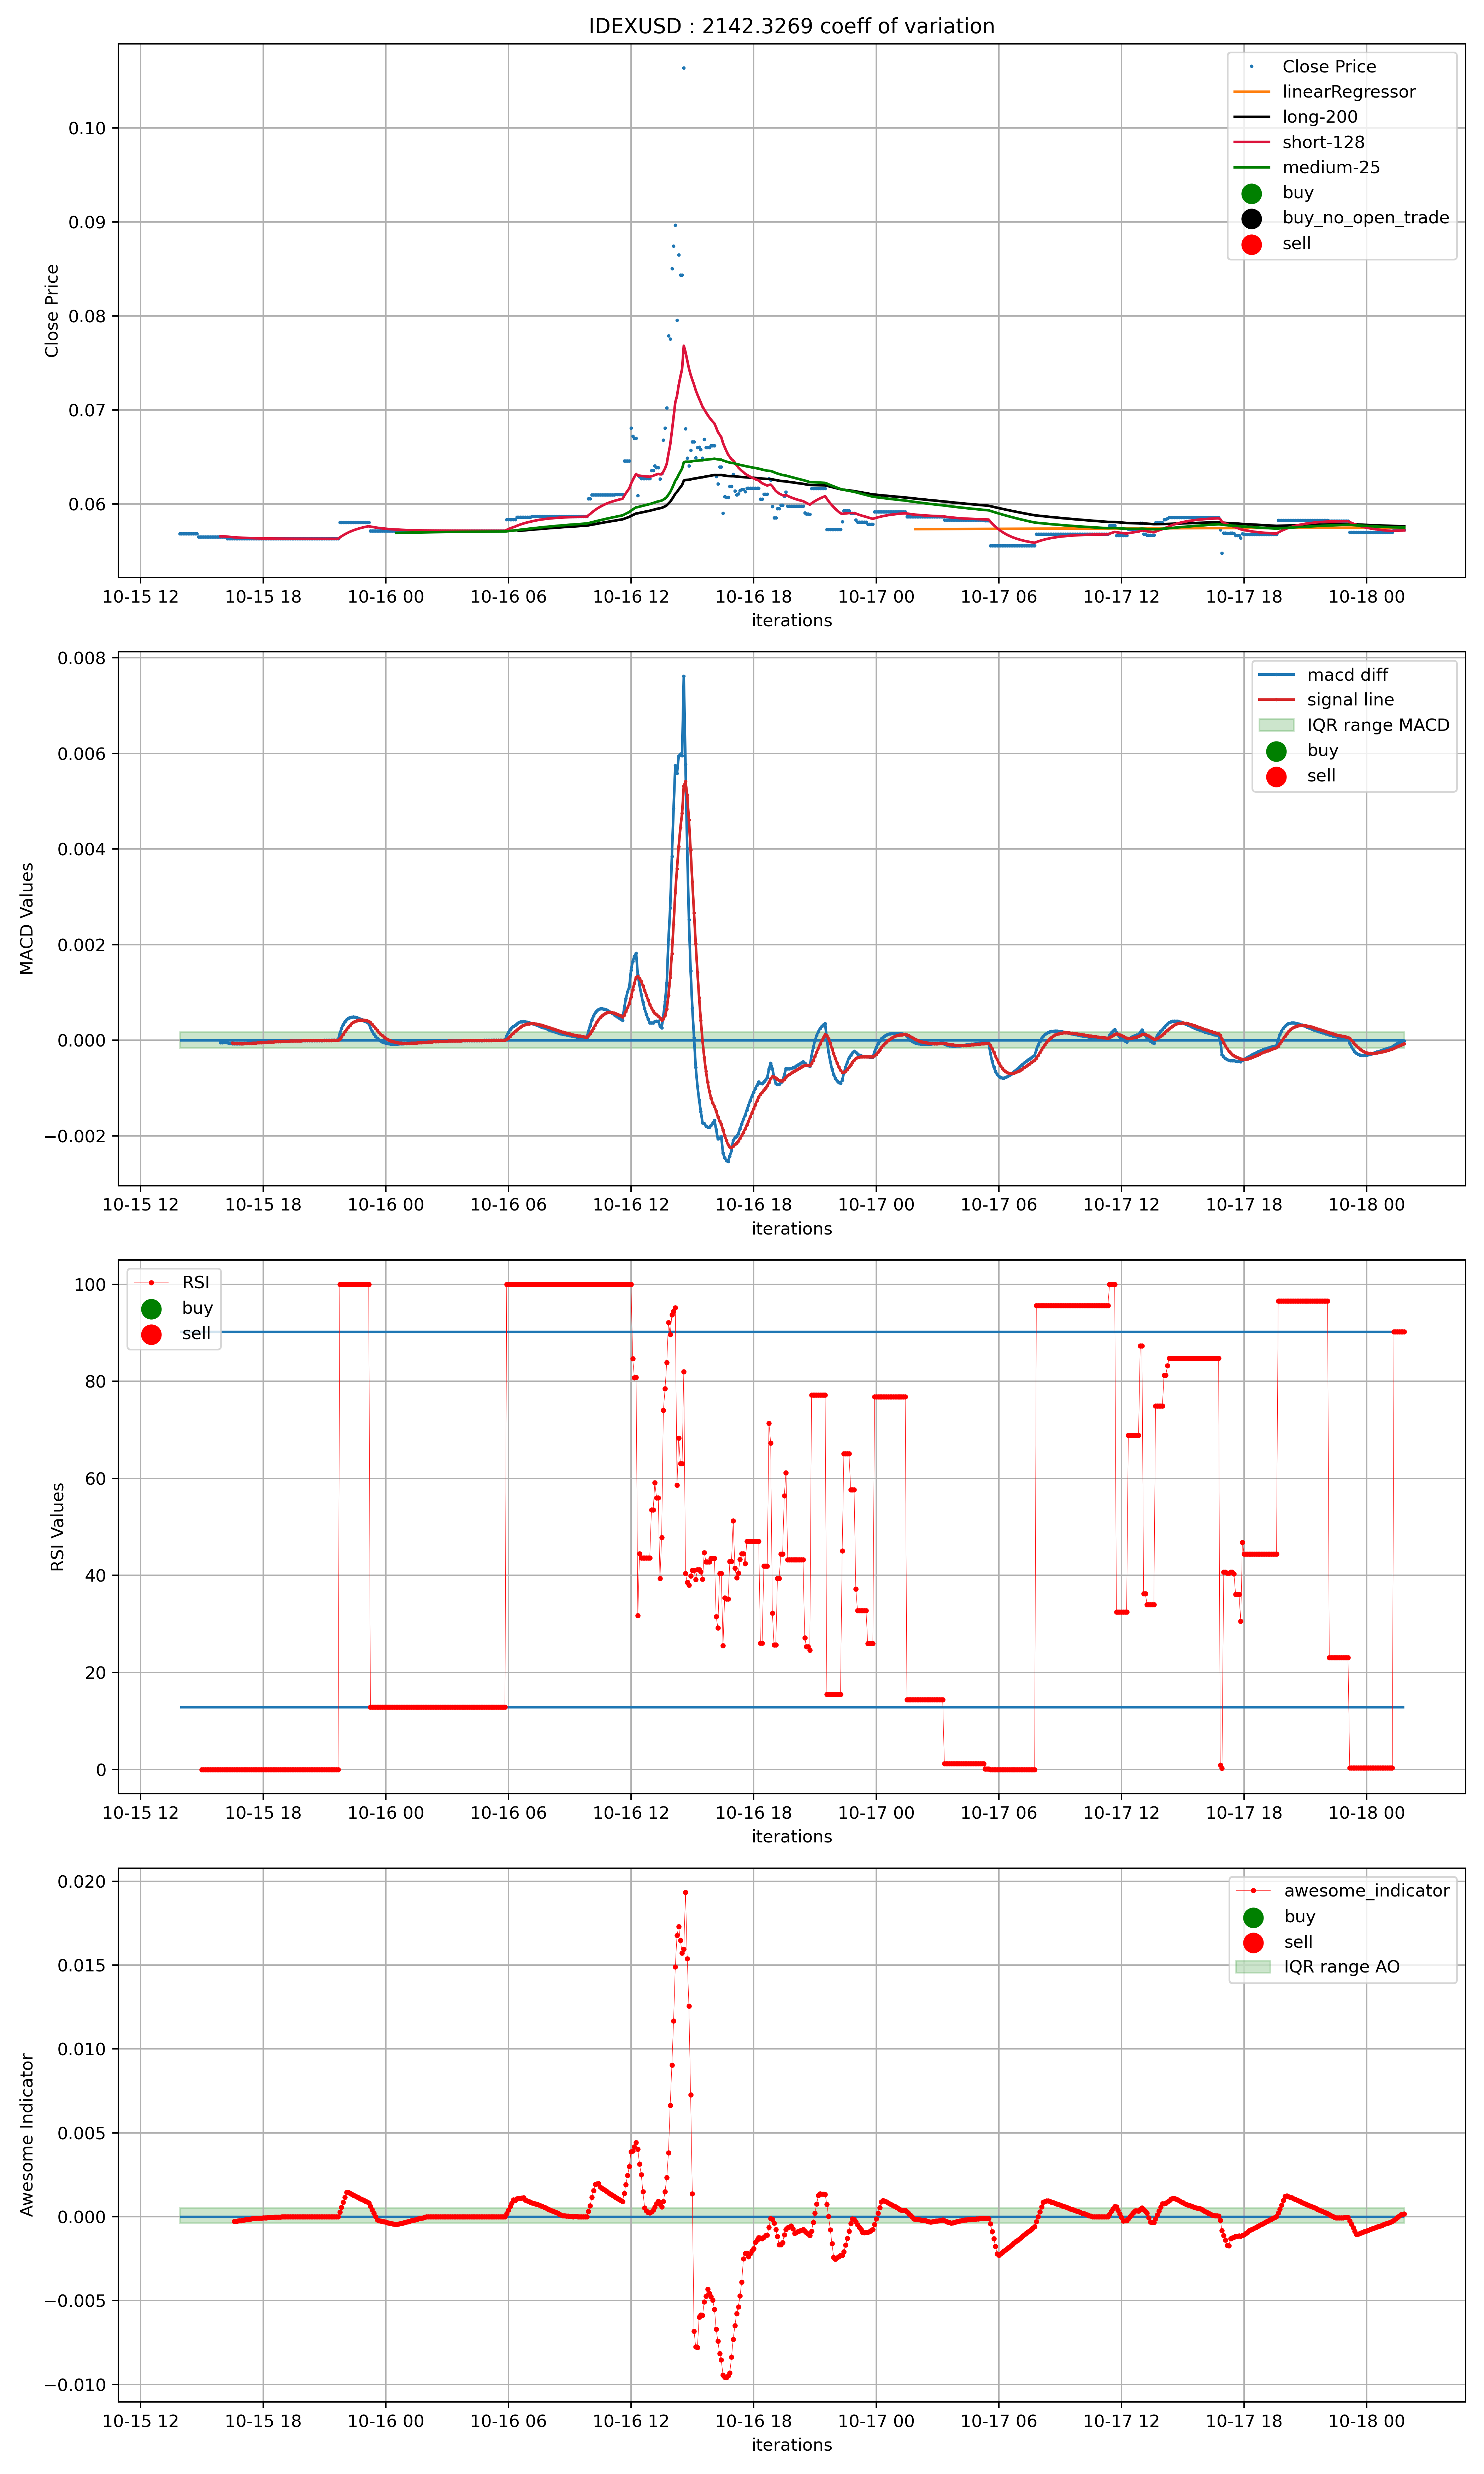 IDEXUSD : 2142.3269 coeff of variation
Close Price
linearRegressor
long-200
short-128
medium-25
buy
buy_no_open_trade
sell
0.10
0.09
0.08
0.07
0.06
Close Price
10-15 12 10-15 18 10-16 00 10-16 06 10-16 12 10-16 18 10-17 00 10-17 06 10-17 12 10-17 18 10-18 00
iterations
macd diff
signal line
IQR range MACD
buy
sell
0.008
0.006
0.004
0.002
0.000
−0.002
MACD Values
10-15 12 10-15 18 10-16 00 10-16 06 10-16 12 10-16 18 10-17 00 10-17 06 10-17 12 10-17 18 10-18 00
iterations
RSI
buy
sell
100
80
60
40
20
0
RSI Values
10-15 12 10-15 18 10-16 00 10-16 06 10-16 12 10-16 18 10-17 00 10-17 06 10-17 12 10-17 18 10-18 00
iterations
awesome_indicator
buy
sell
IQR range AO
0.020
0.015
0.010
0.005
0.000
−0.005
−0.010
Awesome Indicator
10-15 12 10-15 18 10-16 00 10-16 06 10-16 12 10-16 18 10-17 00 10-17 06 10-17 12 10-17 18 10-18 00
iterations